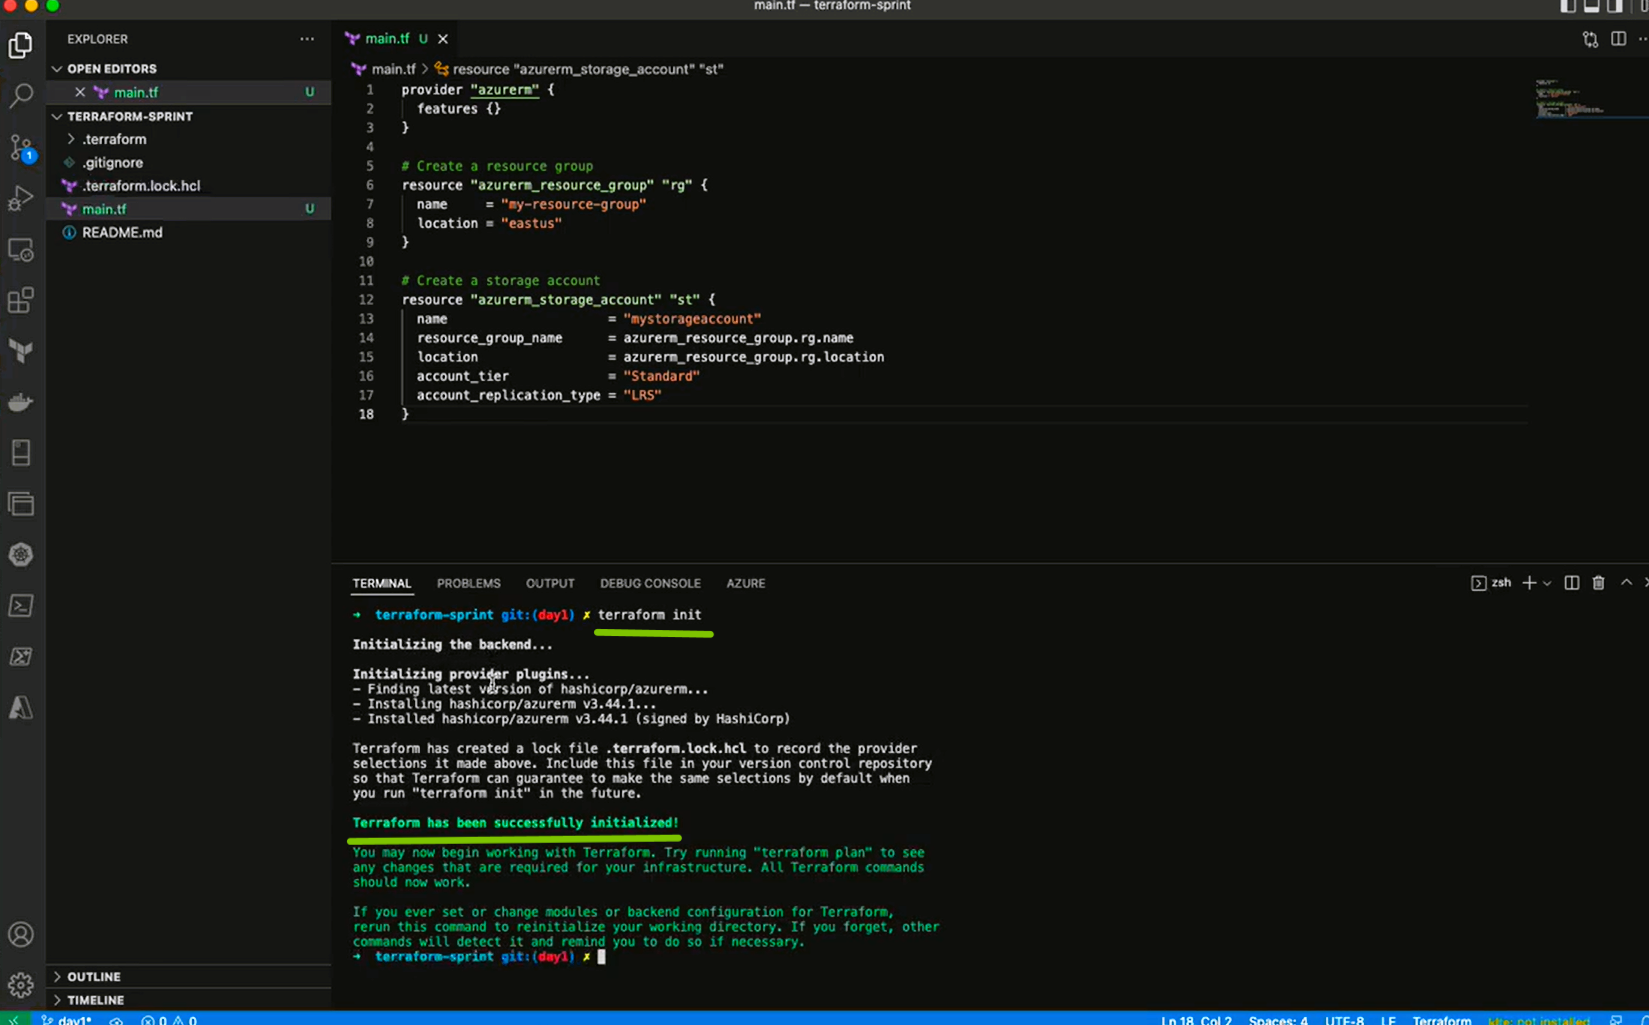 main.tf — terraform-sprint
EXPLORER
OPEN EDITORS
main.tf U
TERRAFORM-SPRINT
.terraform
.gitignore
.terraform.lock.hcl
main.tf U
README.md
OUTLINE
TIMELINE
main.tf U
main.tf > resource "azurerm_storage_account" "st"
1 provider "azurerm" {
2 features {}
3 }
4
5 # Create a resource group
6 resource "azurerm_resource_group" "rg" {
7 name = "my-resource-group"
8 location = "eastus"
9 }
10
11 # Create a storage account
12 resource "azurerm_storage_account" "st" {
13 name = "mystorageaccount"
14 resource_group_name = azurerm_resource_group.rg.name
15 location = azurerm_resource_group.rg.location
16 account_tier = "Standard"
17 account_replication_type = "LRS"
18 }
TERMINAL PROBLEMS OUTPUT DEBUG CONSOLE AZURE
zsh
→ terraform-sprint git:(day1) ✗ terraform init
Initializing the backend...
Initializing provider plugins...
- Finding latest version of hashicorp/azurerm...
- Installing hashicorp/azurerm v3.44.1...
- Installed hashicorp/azurerm v3.44.1 (signed by HashiCorp)
Terraform has created a lock file .terraform.lock.hcl to record the provider
selections it made above. Include this file in your version control repository
so that Terraform can guarantee to make the same selections by default when
you run "terraform init" in the future.
Terraform has been successfully initialized!
You may now begin working with Terraform. Try running "terraform plan" to see
any changes that are required for your infrastructure. All Terraform commands
should now work.
If you ever set or change modules or backend configuration for Terraform,
rerun this command to reinitialize your working directory. If you forget, other
commands will detect it and remind you to do so if necessary.
→ terraform-sprint git:(day1) ✗
day1* 0 0 Ln 18, Col 2 Spaces: 4 UTF-8 LF Terraform not installed